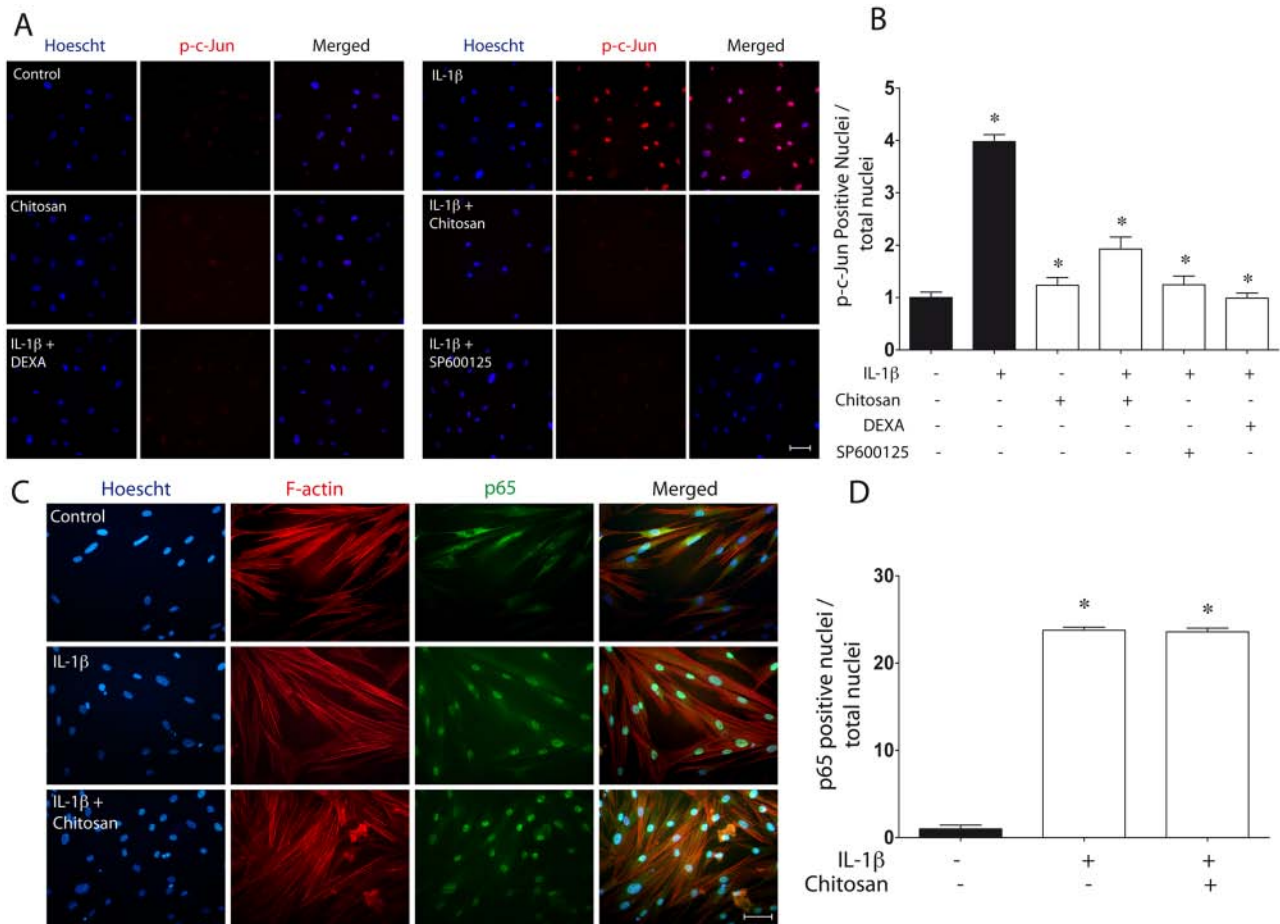 A
Hoescht p-c-Jun Merged Hoescht p-c-Jun Merged
Control
IL-1β
Chitosan
IL-1β +
Chitosan
IL-1β +
DEXA
IL-1β +
SP600125
B
p-c-Jun Positive Nuclei /
total nuclei
5
4
3
2
1
0
* * * * *
IL-1β - + - + + +
Chitosan - - + + - -
DEXA - - - - - +
SP600125 - - - - + -
C
Hoescht F-actin p65 Merged
Control
IL-1β
IL-1β +
Chitosan
D
p65 positive nuclei /
total nuclei
30
20
10
0
* *
IL-1β - + +
Chitosan - - +